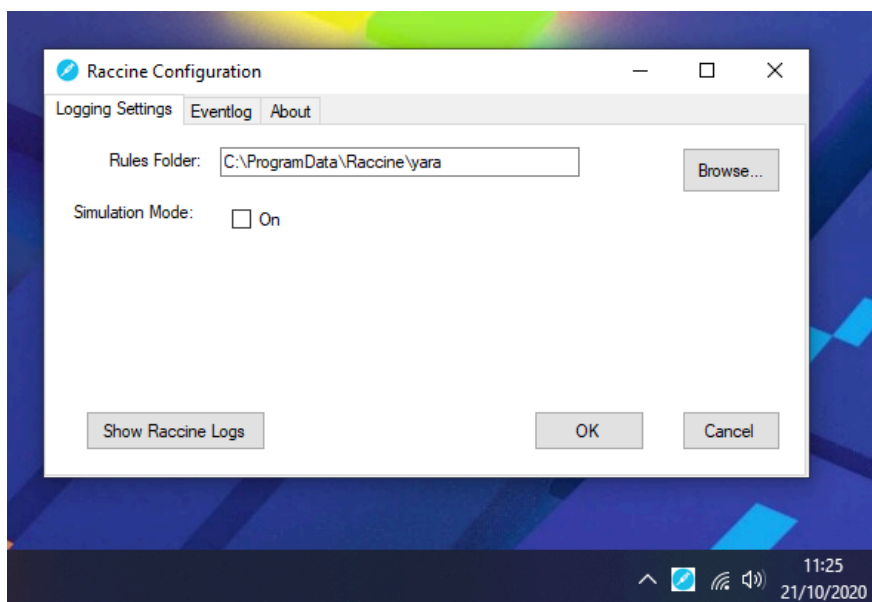 Raccine Configuration
Logging Settings Eventlog About
Rules Folder: C:\ProgramData\Raccine\yara Browse...
Simulation Mode: On
Show Raccine Logs OK Cancel
11:25
21/10/2020